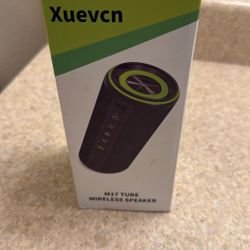 Xuevcn
M17 TUBE
WIRELESS SPEAKER